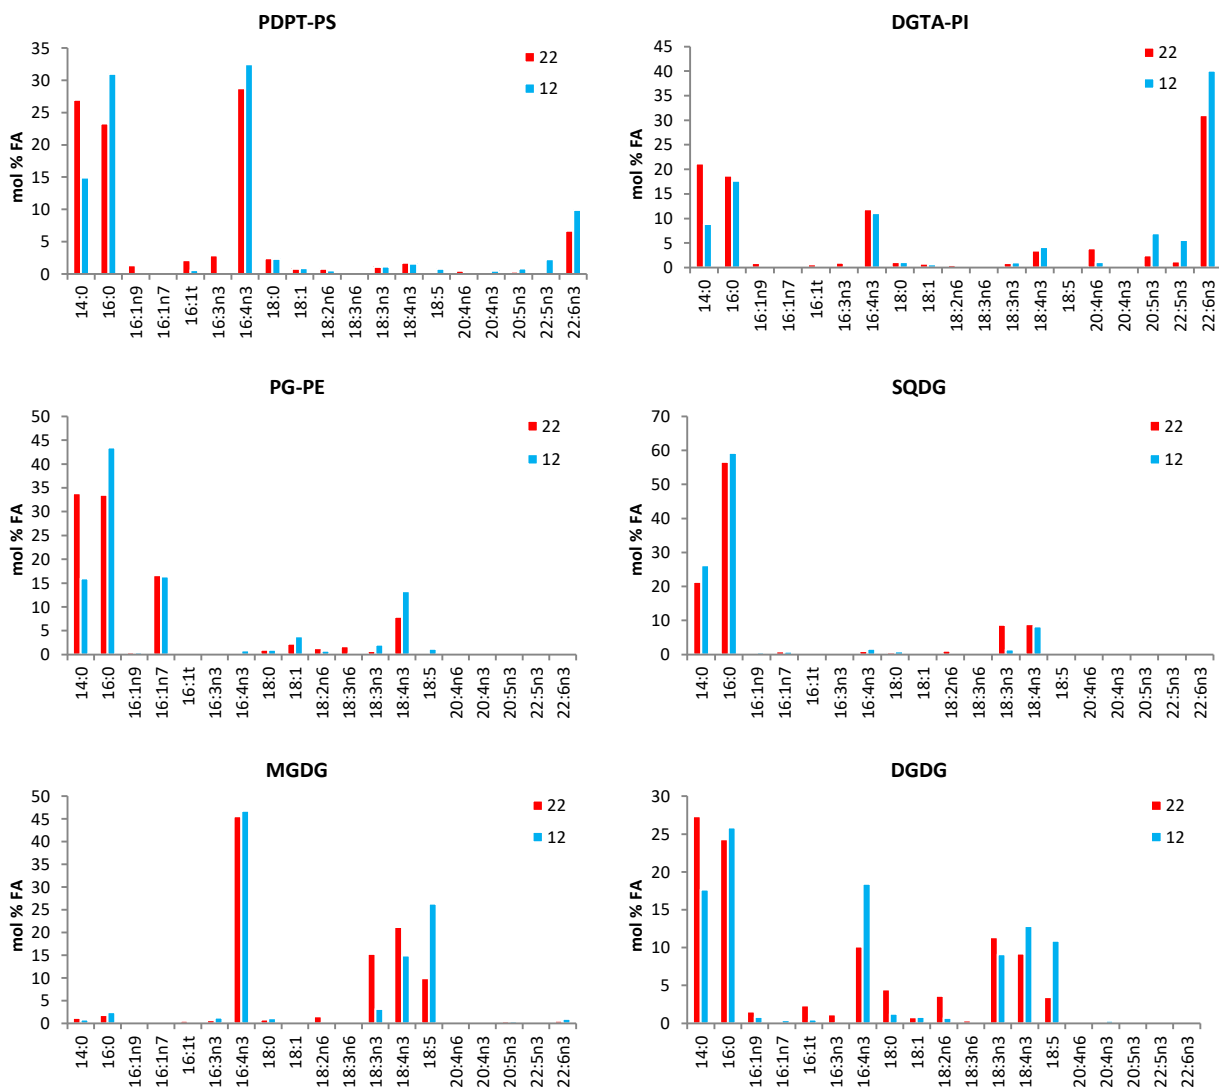 PDPT-PS
mol % FA
35
30
25
20
15
10
5
0
22
12
14:0
16:0
16:1n9
16:1n7
16:1t
16:3n3
16:4n3
18:0
18:1
18:2n6
18:3n6
18:3n3
18:4n3
18:5
20:4n6
20:4n3
20:5n3
22:5n3
22:6n3
DGTA-PI
mol % FA
45
40
35
30
25
20
15
10
5
0
22
12
14:0
16:0
16:1n9
16:1n7
16:1t
16:3n3
16:4n3
18:0
18:1
18:2n6
18:3n6
18:3n3
18:4n3
18:5
20:4n6
20:4n3
20:5n3
22:5n3
22:6n3
PG-PE
mol % FA
50
45
40
35
30
25
20
15
10
5
0
22
12
14:0
16:0
16:1n9
16:1n7
16:1t
16:3n3
16:4n3
18:0
18:1
18:2n6
18:3n6
18:3n3
18:4n3
18:5
20:4n6
20:4n3
20:5n3
22:5n3
22:6n3
SQDG
mol % FA
70
60
50
40
30
20
10
0
22
12
14:0
16:0
16:1n9
16:1n7
16:1t
16:3n3
16:4n3
18:0
18:1
18:2n6
18:3n6
18:3n3
18:4n3
18:5
20:4n6
20:4n3
20:5n3
22:5n3
22:6n3
MGDG
mol % FA
50
45
40
35
30
25
20
15
10
5
0
22
12
14:0
16:0
16:1n9
16:1n7
16:1t
16:3n3
16:4n3
18:0
18:1
18:2n6
18:3n6
18:3n3
18:4n3
18:5
20:4n6
20:4n3
20:5n3
22:5n3
22:6n3
DGDG
mol % FA
30
25
20
15
10
5
0
22
12
14:0
16:0
16:1n9
16:1n7
16:1t
16:3n3
16:4n3
18:0
18:1
18:2n6
18:3n6
18:3n3
18:4n3
18:5
20:4n6
20:4n3
20:5n3
22:5n3
22:6n3